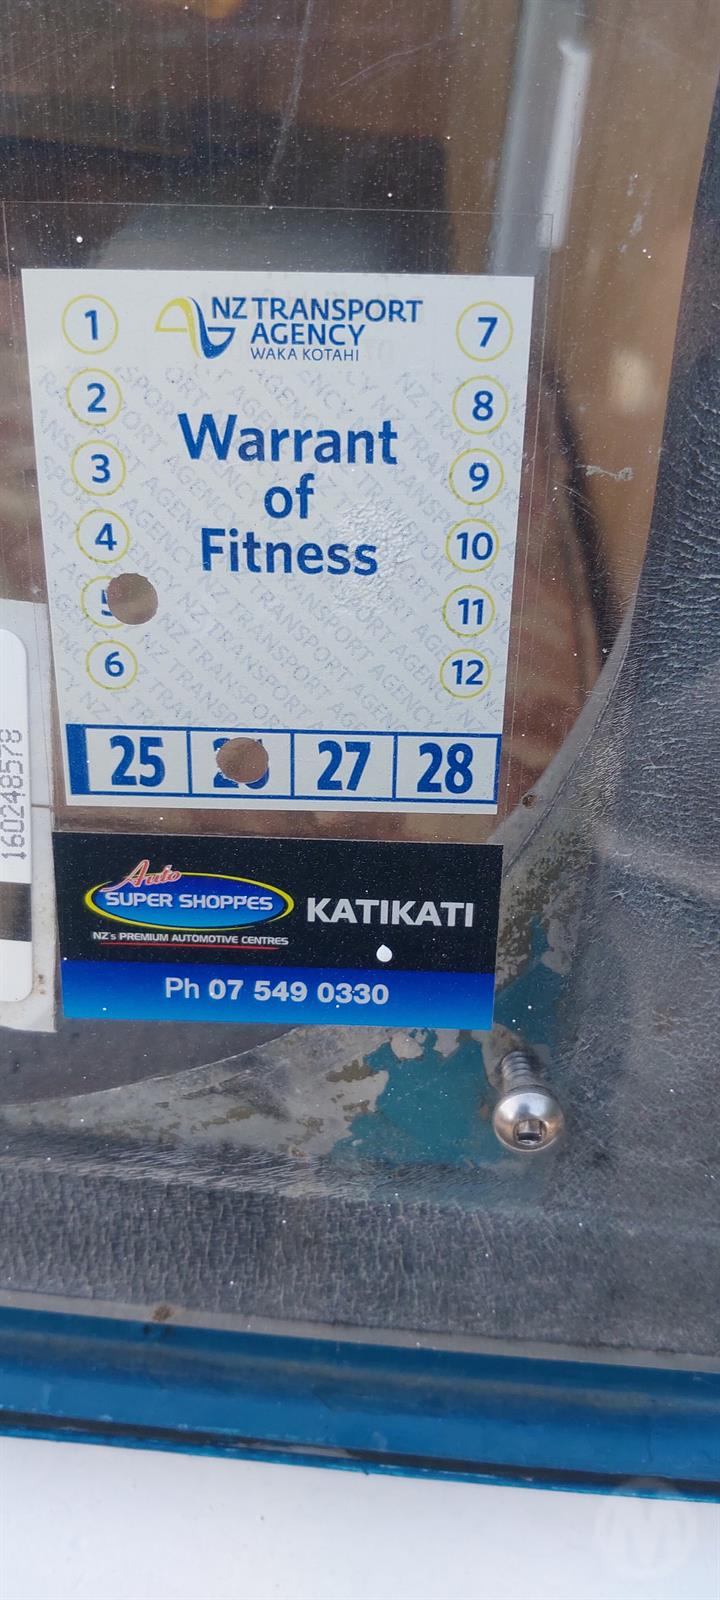 NZ TRANSPORT
AGENCY
WAKA KOTAHI
1
7
2
8
Warrant
3
9
of
4
10
Fitness
11
6
12
25
27
28
160248578
Auto
SUPER SHOPPES
KATIKATI
NZ's PREMIUM AUTOMOTIVE CENTRES
Ph 07 549 0330